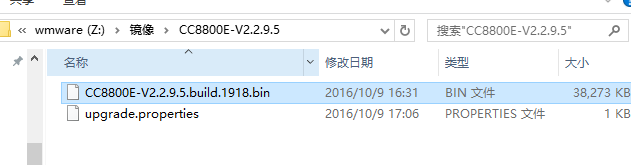 共享
查看
« wmware (Z:) › 镜像 › CC8800E-V2.2.9.5
搜索"CC8800E-V2.2.9.5"
名称 修改日期 类型 大小
CC8800E-V2.2.9.5.build.1918.bin 2016/10/9 16:31 BIN 文件 38,273 KB
upgrade.properties 2016/10/9 17:06 PROPERTIES 文件 1 KB